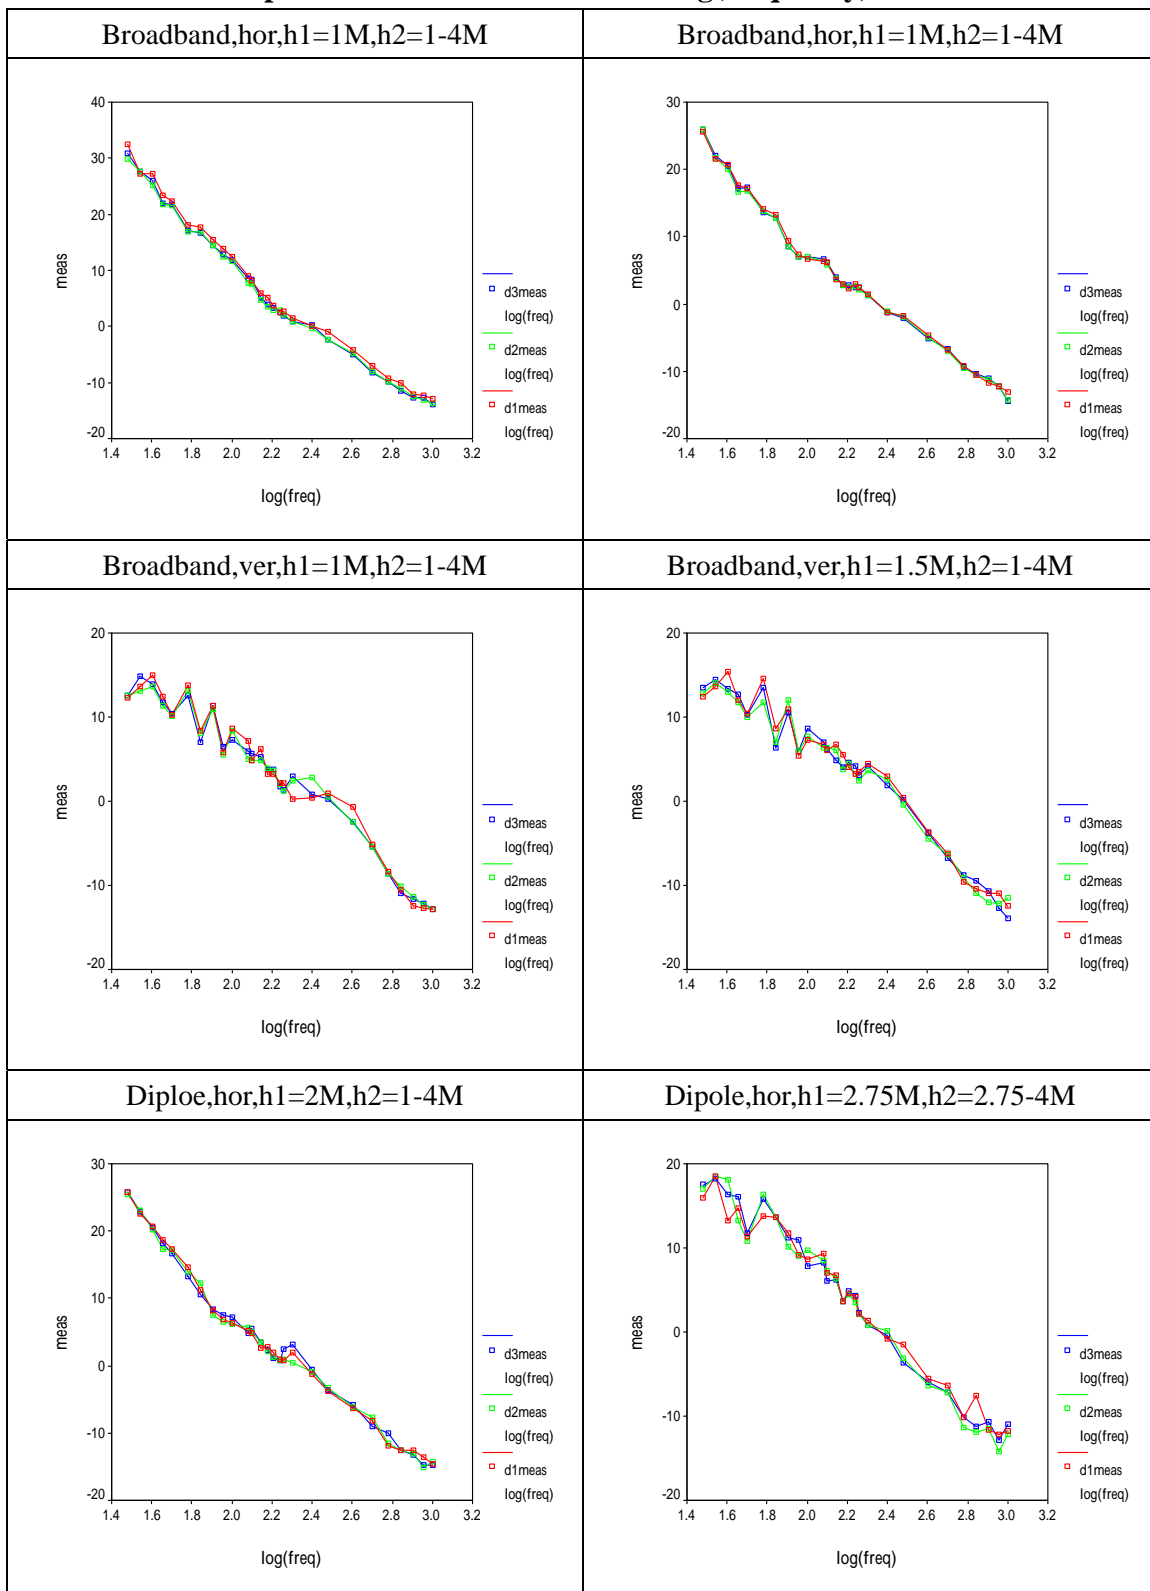 Broadband,hor,h1=1M,h2=1-4M
Broadband,hor,h1=1M,h2=1-4M
40
30
20
10
0
-10
-20
meas
1.4 1.6 1.8 2.0 2.2 2.4 2.6 2.8 3.0 3.2
log(freq)
d3meas
log(freq)
d2meas
log(freq)
d1meas
log(freq)
30
20
10
0
-10
-20
meas
1.4 1.6 1.8 2.0 2.2 2.4 2.6 2.8 3.0 3.2
log(freq)
d3meas
log(freq)
d2meas
log(freq)
d1meas
log(freq)
Broadband,ver,h1=1M,h2=1-4M
Broadband,ver,h1=1.5M,h2=1-4M
20
10
0
-10
-20
meas
1.4 1.6 1.8 2.0 2.2 2.4 2.6 2.8 3.0 3.2
log(freq)
d3meas
log(freq)
d2meas
log(freq)
d1meas
log(freq)
20
10
0
-10
-20
meas
1.4 1.6 1.8 2.0 2.2 2.4 2.6 2.8 3.0 3.2
log(freq)
d3meas
log(freq)
d2meas
log(freq)
d1meas
log(freq)
Diploe,hor,h1=2M,h2=1-4M
Dipole,hor,h1=2.75M,h2=2.75-4M
30
20
10
0
-10
-20
meas
1.4 1.6 1.8 2.0 2.2 2.4 2.6 2.8 3.0 3.2
log(freq)
d3meas
log(freq)
d2meas
log(freq)
d1meas
log(freq)
20
10
0
-10
-20
meas
1.4 1.6 1.8 2.0 2.2 2.4 2.6 2.8 3.0 3.2
log(freq)
d3meas
log(freq)
d2meas
log(freq)
d1meas
log(freq)